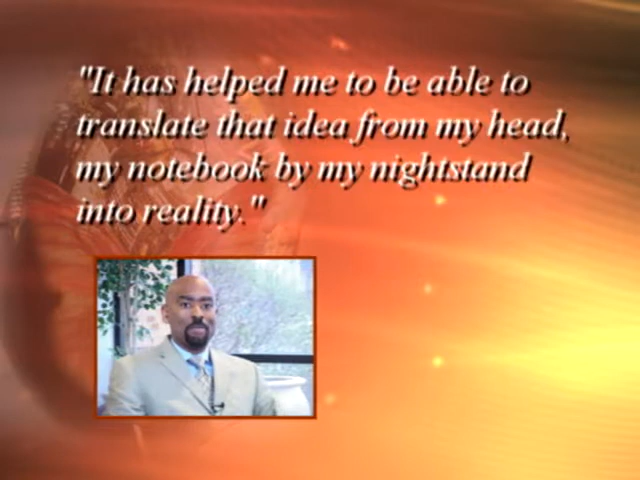 "It has helped me to be able to
translate that idea from my head,
my notebook by my nightstand
into reality."